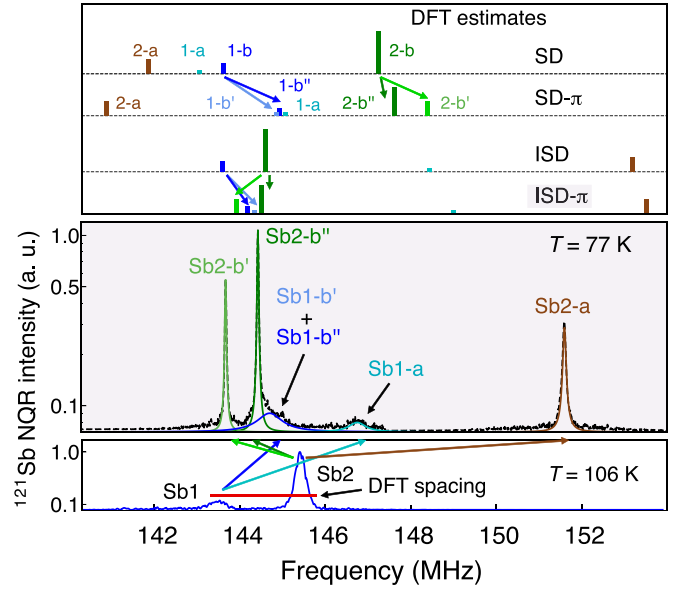 DFT estimates
2-a
1-a
1-b
2-b
SD
1-b"
2-a
1-b'
1-a
2-b"
2-b'
SD-π
ISD
ISD-π
1.0
0.5
0.1
Sb2-b"
Sb2-b'
T = 77 K
Sb1-b'
+
Sb1-b"
Sb2-a
Sb1-a
1.0
0.1
Sb1
Sb2
T = 106 K
DFT spacing
¹²¹Sb NQR intensity (a. u.)
142 144 146 148 150 152
Frequency (MHz)